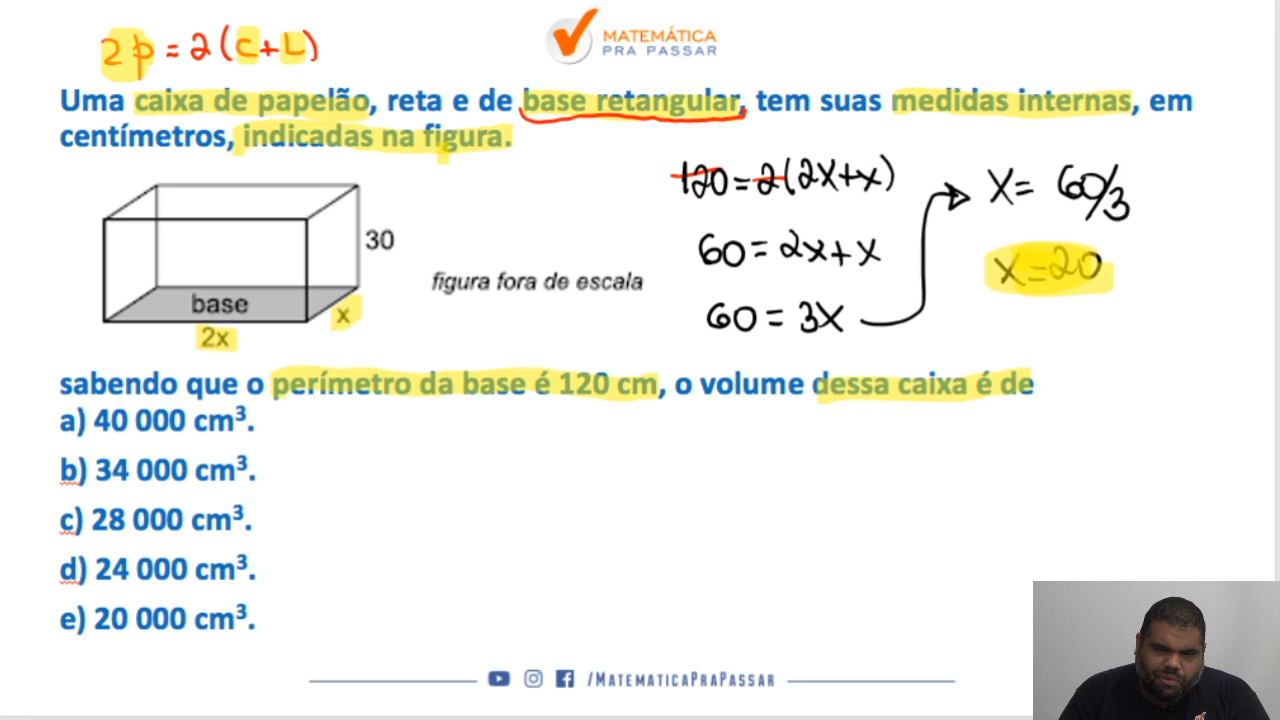 2p = 2(C+L)
MATEMÁTICA
PRA PASSAR
Uma caixa de papelão, reta e de base retangular, tem suas medidas internas, em
centímetros, indicadas na figura.
30
base
x
2x
figura fora de escala
120 = 2(2x+x)
60 = 2x+x
60 = 3x
x = 60/3
x = 20
sabendo que o perímetro da base é 120 cm, o volume dessa caixa é de
a) 40 000 cm³.
b) 34 000 cm³.
c) 28 000 cm³.
d) 24 000 cm³.
e) 20 000 cm³.
/MATEMATICAPRAPASSAR